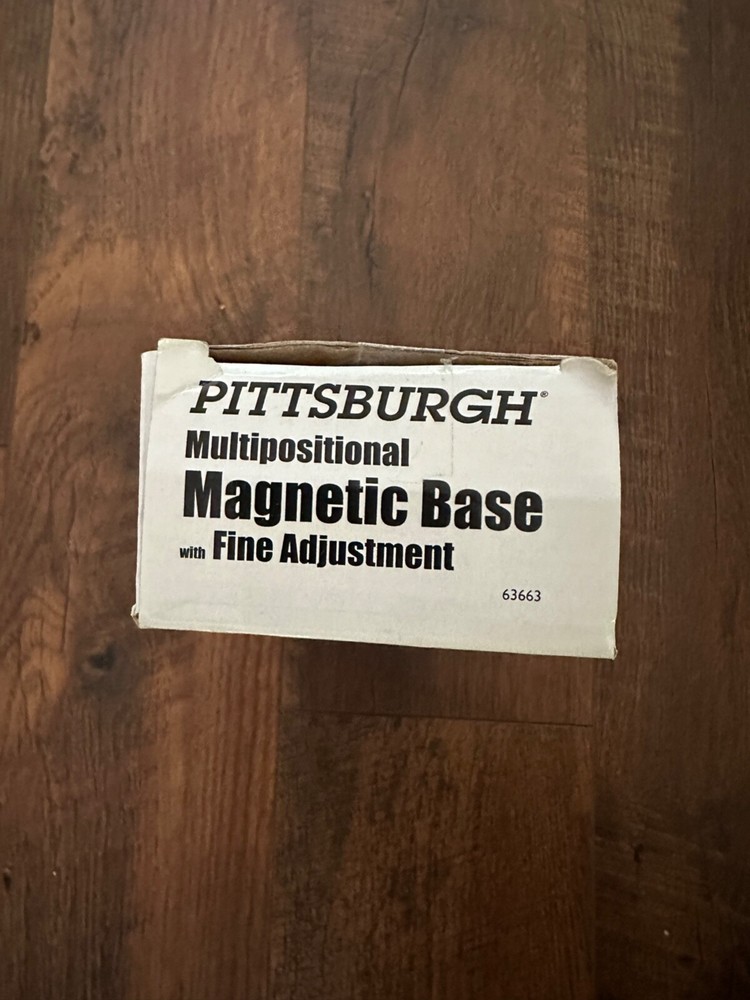 PITTSBURGH®
Multipositional
Magnetic Base
with Fine Adjustment
63663